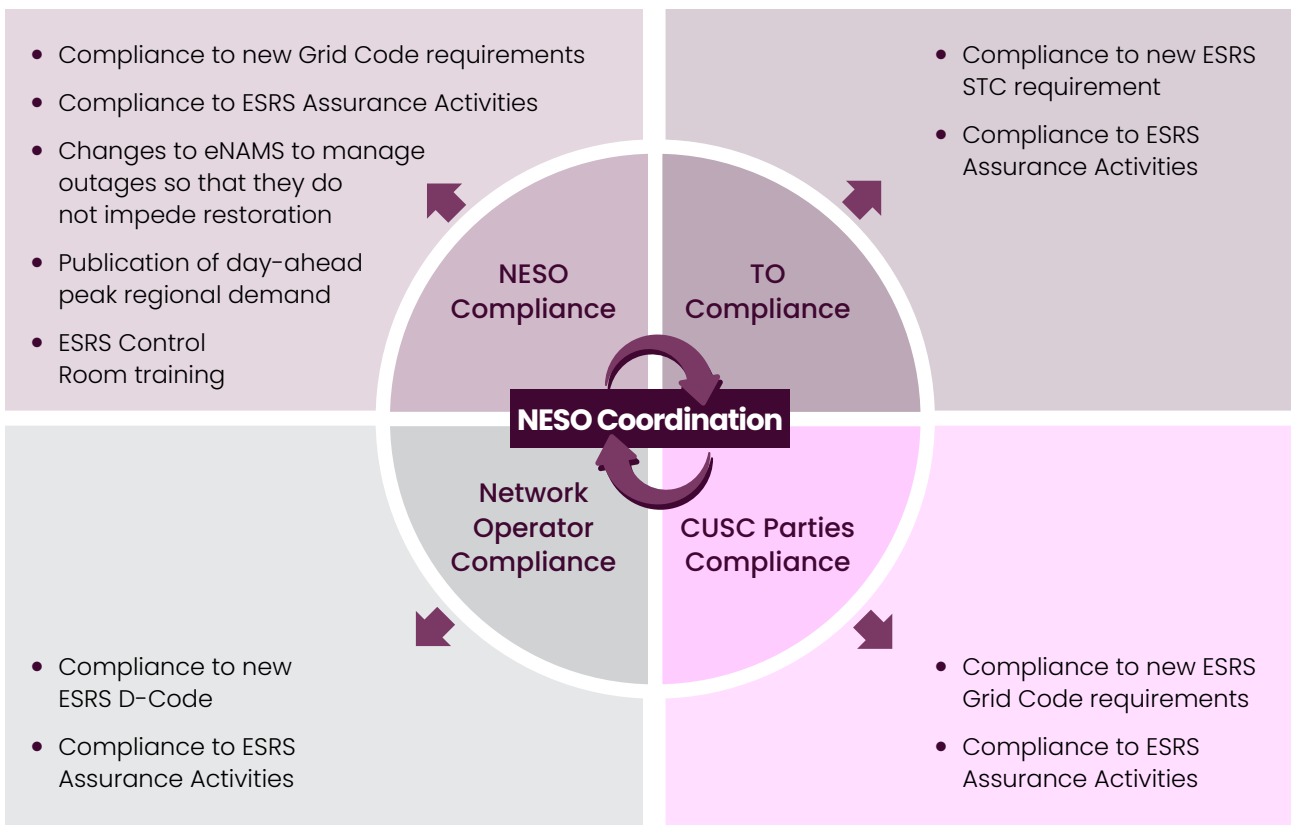 • Compliance to new Grid Code requirements
• Compliance to ESRS Assurance Activities
• Changes to eNAMS to manage
outages so that they do
not impede restoration
• Publication of day-ahead
peak regional demand
• ESRS Control
Room training
• Compliance to new ESRS
STC requirement
• Compliance to ESRS
Assurance Activities
NESO
Compliance
TO
Compliance
NESO Coordination
Network
Operator
Compliance
CUSC Parties
Compliance
• Compliance to new
ESRS D-Code
• Compliance to ESRS
Assurance Activities
• Compliance to new ESRS
Grid Code requirements
• Compliance to ESRS
Assurance Activities